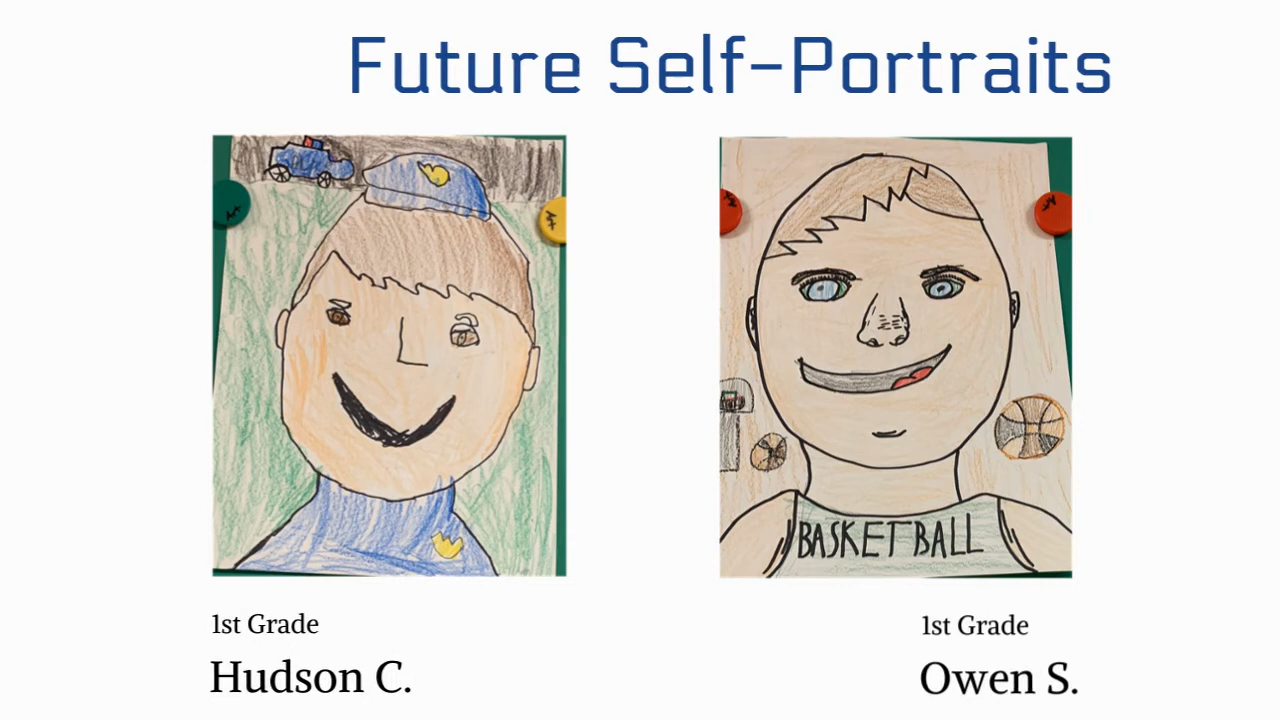 Future Self-Portraits
BASKETBALL
1st Grade
Hudson C.
1st Grade
Owen S.